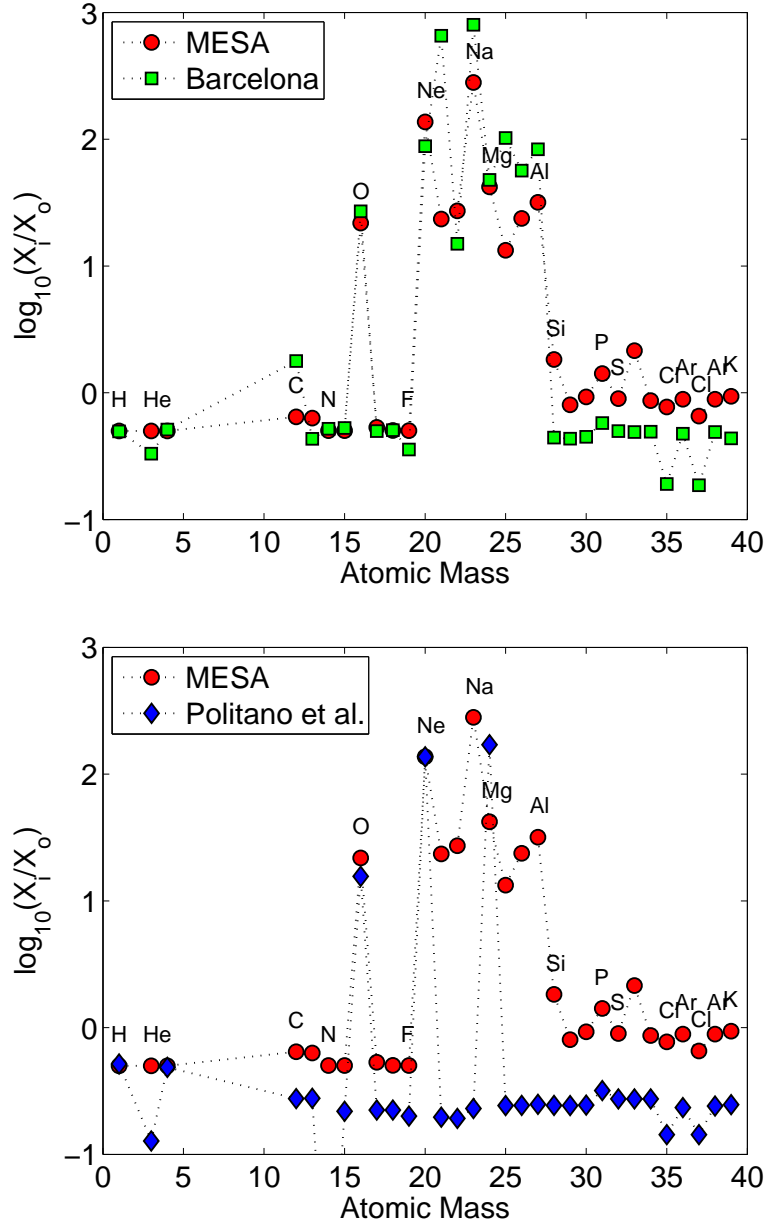 3
MESA
Barcelona
Na
Ne
2
Mg
Al
O
log10(Xi/Xo)
1
Si
P
C
S
Ar
Ar
K
H
He
N
F
Cl
Cl
0
−1
0 5 10 15 20 25 30 35 40
Atomic Mass
3
MESA
Politano et al.
Na
Ne
2
Mg
Al
O
log10(Xi/Xo)
1
Si
P
C
S
Ar
Ar
K
H
He
N
F
Cl
Cl
0
−1
0 5 10 15 20 25 30 35 40
Atomic Mass